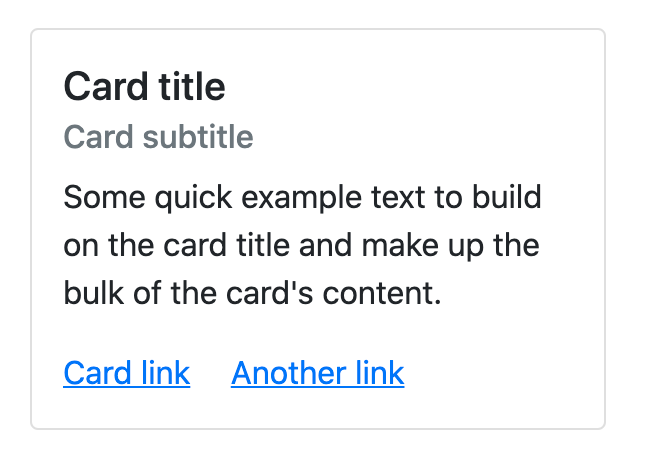 Card title
Card subtitle
Some quick example text to build
on the card title and make up the
bulk of the card's content.
Card link Another link